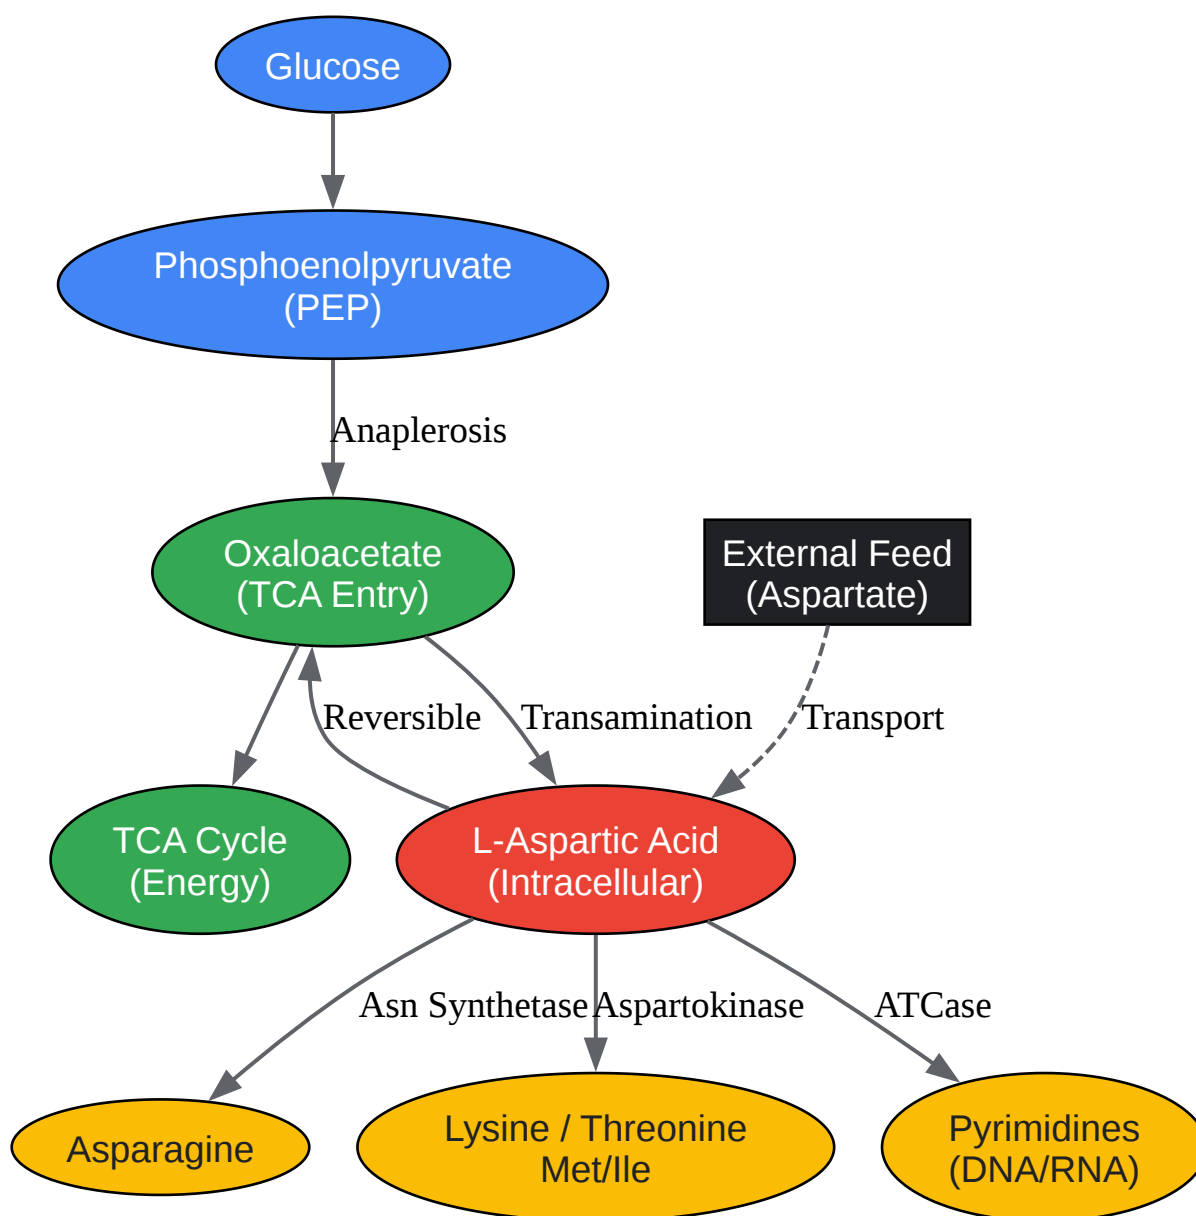 Glucose
Phosphoenolpyruvate
(PEP)
Anaplerosis
Oxaloacetate
(TCA Entry)
External Feed
(Aspartate)
Reversible
Transamination
Transport
TCA Cycle
(Energy)
L-Aspartic Acid
(Intracellular)
Asn Synthetase
Aspartokinase
ATCase
Asparagine
Lysine / Threonine
Met/Ile
Pyrimidines
(DNA/RNA)